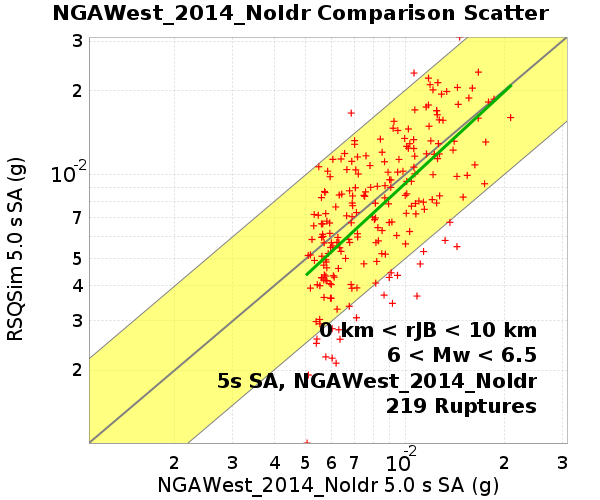 NGAWest_2014_NoIdr Comparison Scatter
3
2
10-2
7
5
4
3
2
RSQSim 5.0 s SA (g)
0 km < rJB < 10 km
6 < Mw < 6.5
5s SA, NGAWest_2014_NoIdr
219 Ruptures
2 3 4 5 6 7 10-2 2 3
NGAWest_2014_NoIdr 5.0 s SA (g)